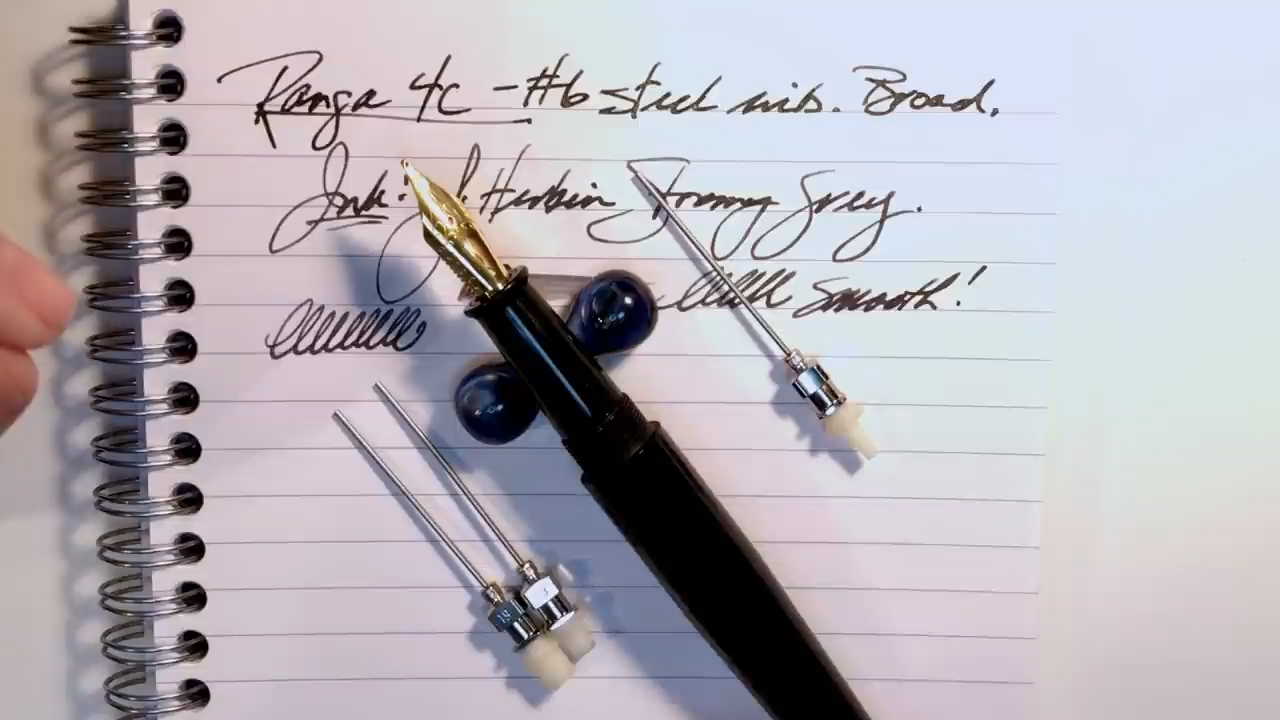 Ranga 4C - #6 steel nib. Broad.
Ink: J. Herbin Stormy Grey.
Smooth!